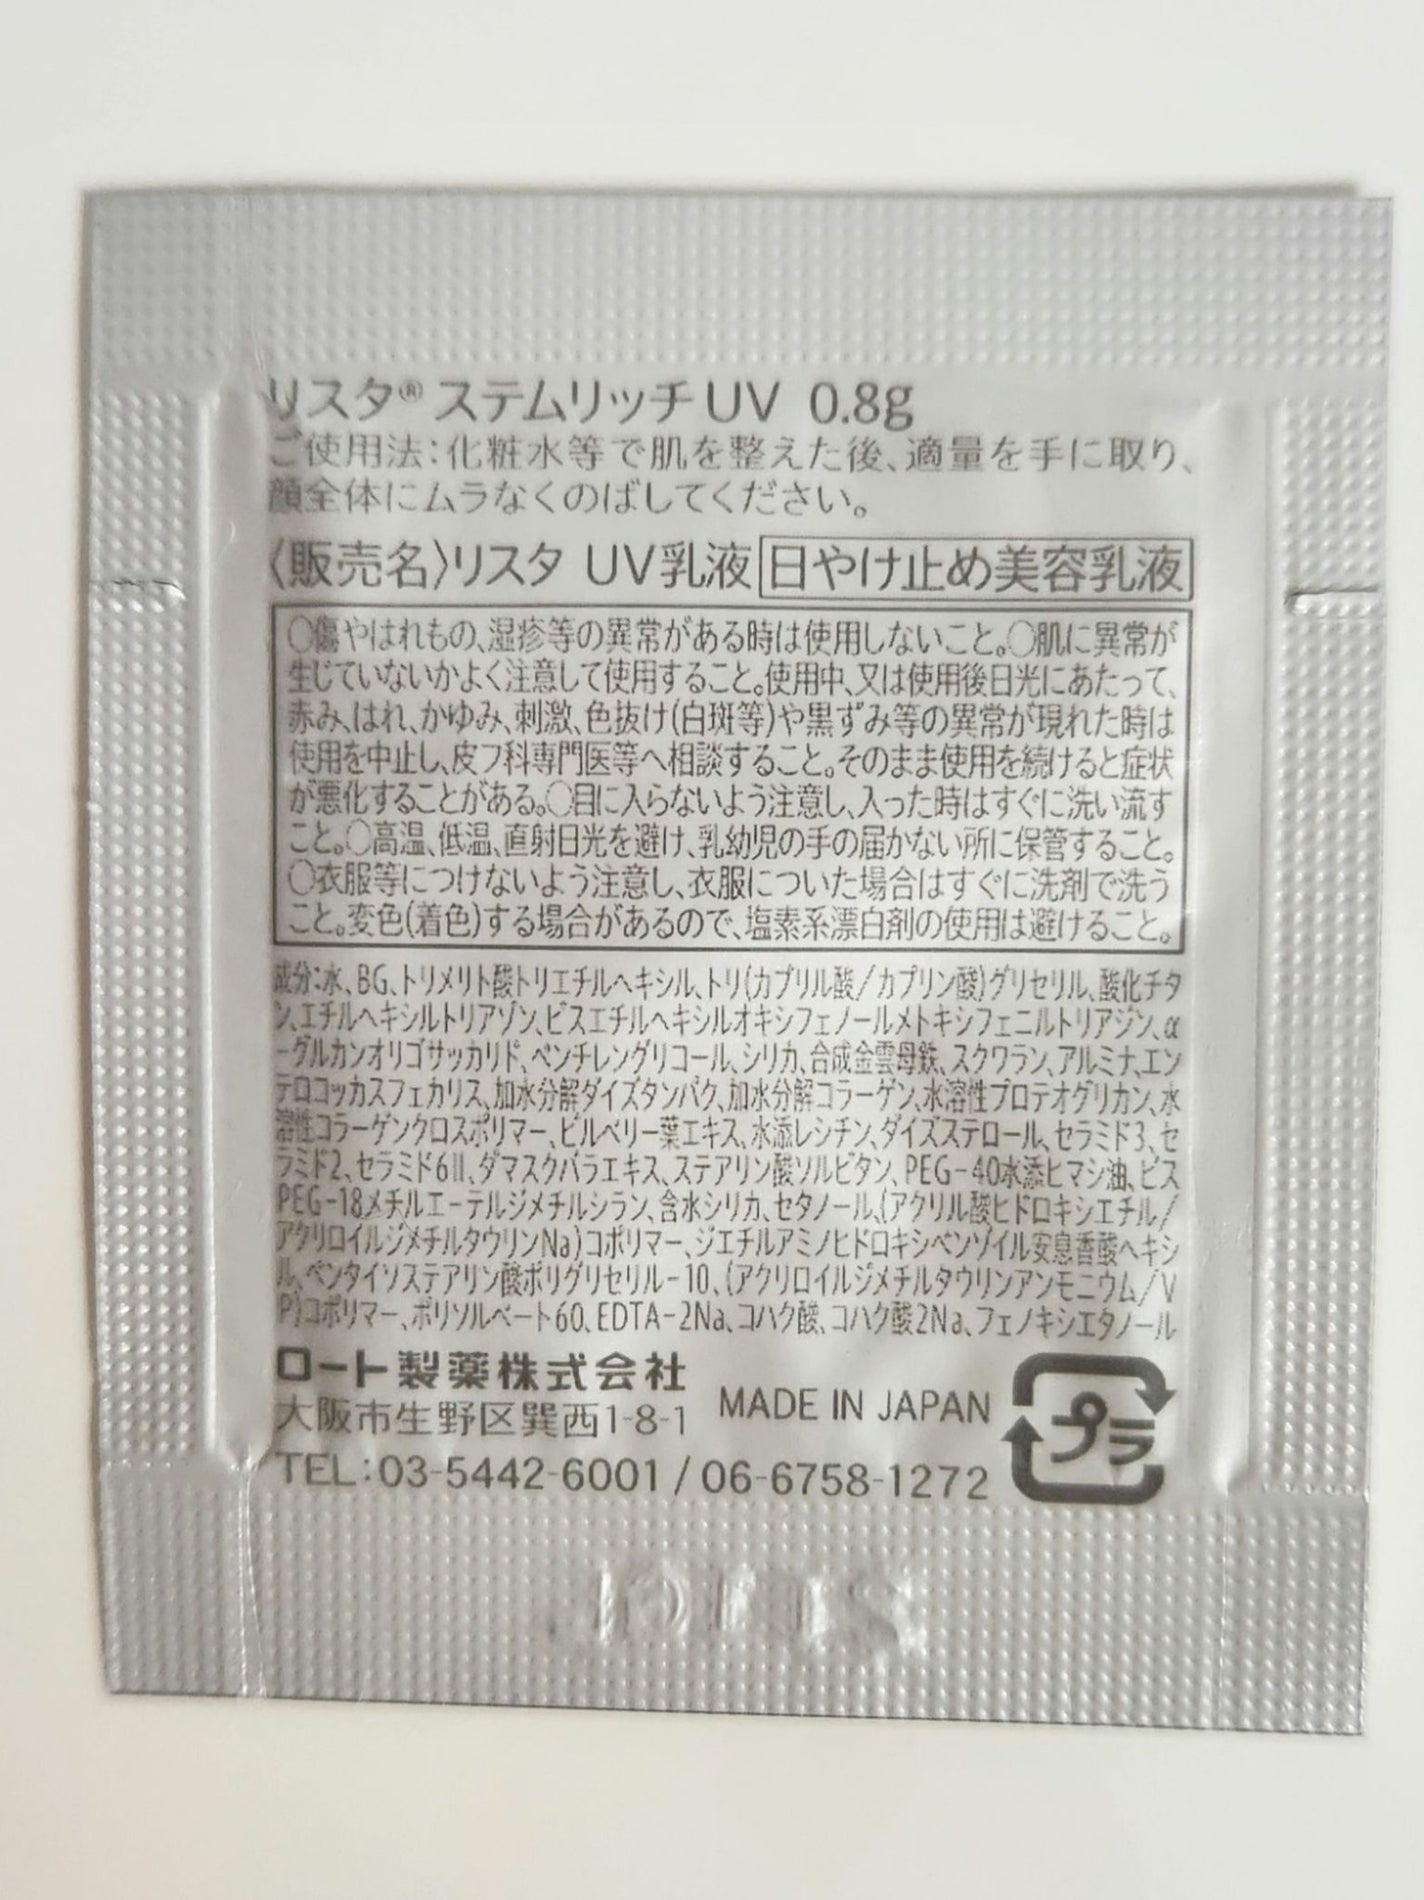 リスタ® ステムリッチ UV 0.8g
ご使用法：化粧水等で肌を整えた後、適量を手に取り、
顔全体にムラなくのばしてください。
〈販売名〉リスタ UV乳液 日やけ止め美容乳液
○傷やはれもの、湿疹等の異常がある時は使用しないこと。○肌に異常が
生じていないかよく注意して使用すること。使用中、又は使用後日光にあたって、
赤み、はれ、かゆみ、刺激、色抜け(白斑等)や黒ずみ等の異常が現れた時は
使用を中止し、皮フ科専門医等へ相談すること。そのまま使用を続けると症状
が悪化することがある。○目に入らないよう注意し、入った時はすぐに洗い流す
こと。○高温、低温、直射日光を避け、乳幼児の手の届かない所に保管すること。
○衣服等につけないよう注意し、衣服についた場合はすぐに洗剤で洗う
こと。変色(着色)する場合があるので、塩素系漂白剤の使用は避けること。
成分：水、BG、トリメリト酸トリエチルヘキシル、トリ(カプリル酸/カプリン酸)グリセリル、酸化チタ
ン、エチルヘキシルトリアゾン、ビスエチルヘキシルオキシフェノールメトキシフェニルトリアジン、α
-グルカンオリゴサッカリド、ペンチレングリコール、シリカ、合成金雲母鉄、スクワラン、アルミナ、エン
テロコッカスフェカリス、加水分解ダイズタンパク、加水分解コラーゲン、水溶性プロテオグリカン、水
溶性コラーゲンクロスポリマー、ビルベリー葉エキス、水添レシチン、ダイズステロール、セラミド3、セ
ラミド2、セラミド6II、ダマスクバラエキス、ステアリン酸ソルビタン、PEG-40水添ヒマシ油、ビス
PEG-18メチルエーテルジメチルシラン、含水シリカ、セタノール、(アクリル酸ヒドロキシエチル/
アクリロイルジメチルタウリンNa)コポリマー、ジエチルアミノヒドロキシベンゾイル安息香酸ヘキシ
ル、ペンタイソステアリン酸ポリグリセリル-10、(アクリロイルジメチルタウリンアンモニウム/V
P)コポリマー、ポリソルベート60、EDTA-2Na、コハク酸、コハク酸2Na、フェノキシエタノール
ロート製薬株式会社
大阪市生野区巽西1-8-1
MADE IN JAPAN
プラ
TEL：03-5442-6001 / 06-6758-1272